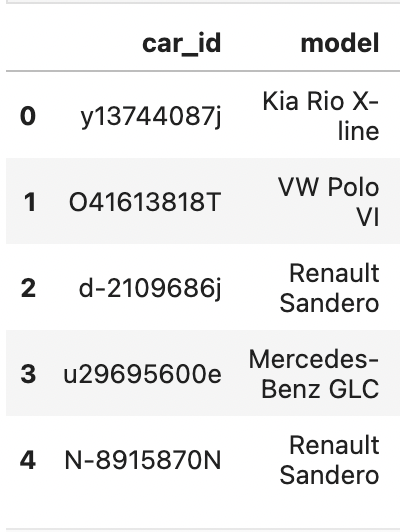 car_id model
0 y13744087j Kia Rio X-
line
1 O41613818T VW Polo
VI
2 d-2109686j Renault
Sandero
3 u29695600e Mercedes-
Benz GLC
4 N-8915870N Renault
Sandero